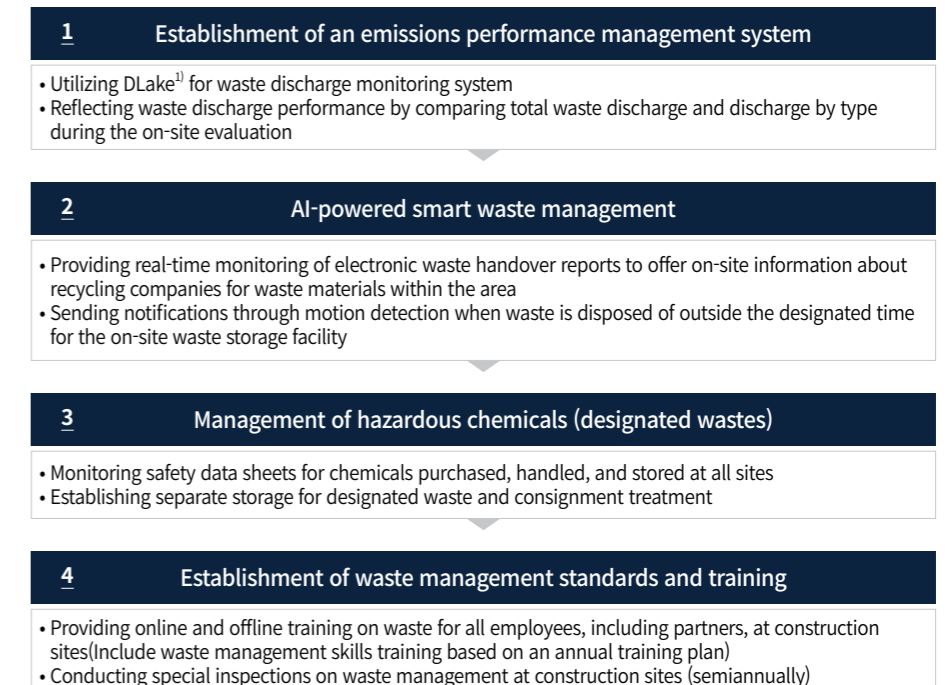 1 Establishment of an emissions performance management system
• Utilizing DLake1) for waste discharge monitoring system
• Reflecting waste discharge performance by comparing total waste discharge and discharge by type
during the on-site evaluation
2 AI-powered smart waste management
• Providing real-time monitoring of electronic waste handover reports to offer on-site information about
recycling companies for waste materials within the area
• Sending notifications through motion detection when waste is disposed of outside the designated time
for the on-site waste storage facility
3 Management of hazardous chemicals (designated wastes)
• Monitoring safety data sheets for chemicals purchased, handled, and stored at all sites
• Establishing separate storage for designated waste and consignment treatment
4 Establishment of waste management standards and training
• Providing online and offline training on waste for all employees, including partners, at construction
sites(Include waste management skills training based on an annual training plan)
• Conducting special inspections on waste management at construction sites (semiannually)